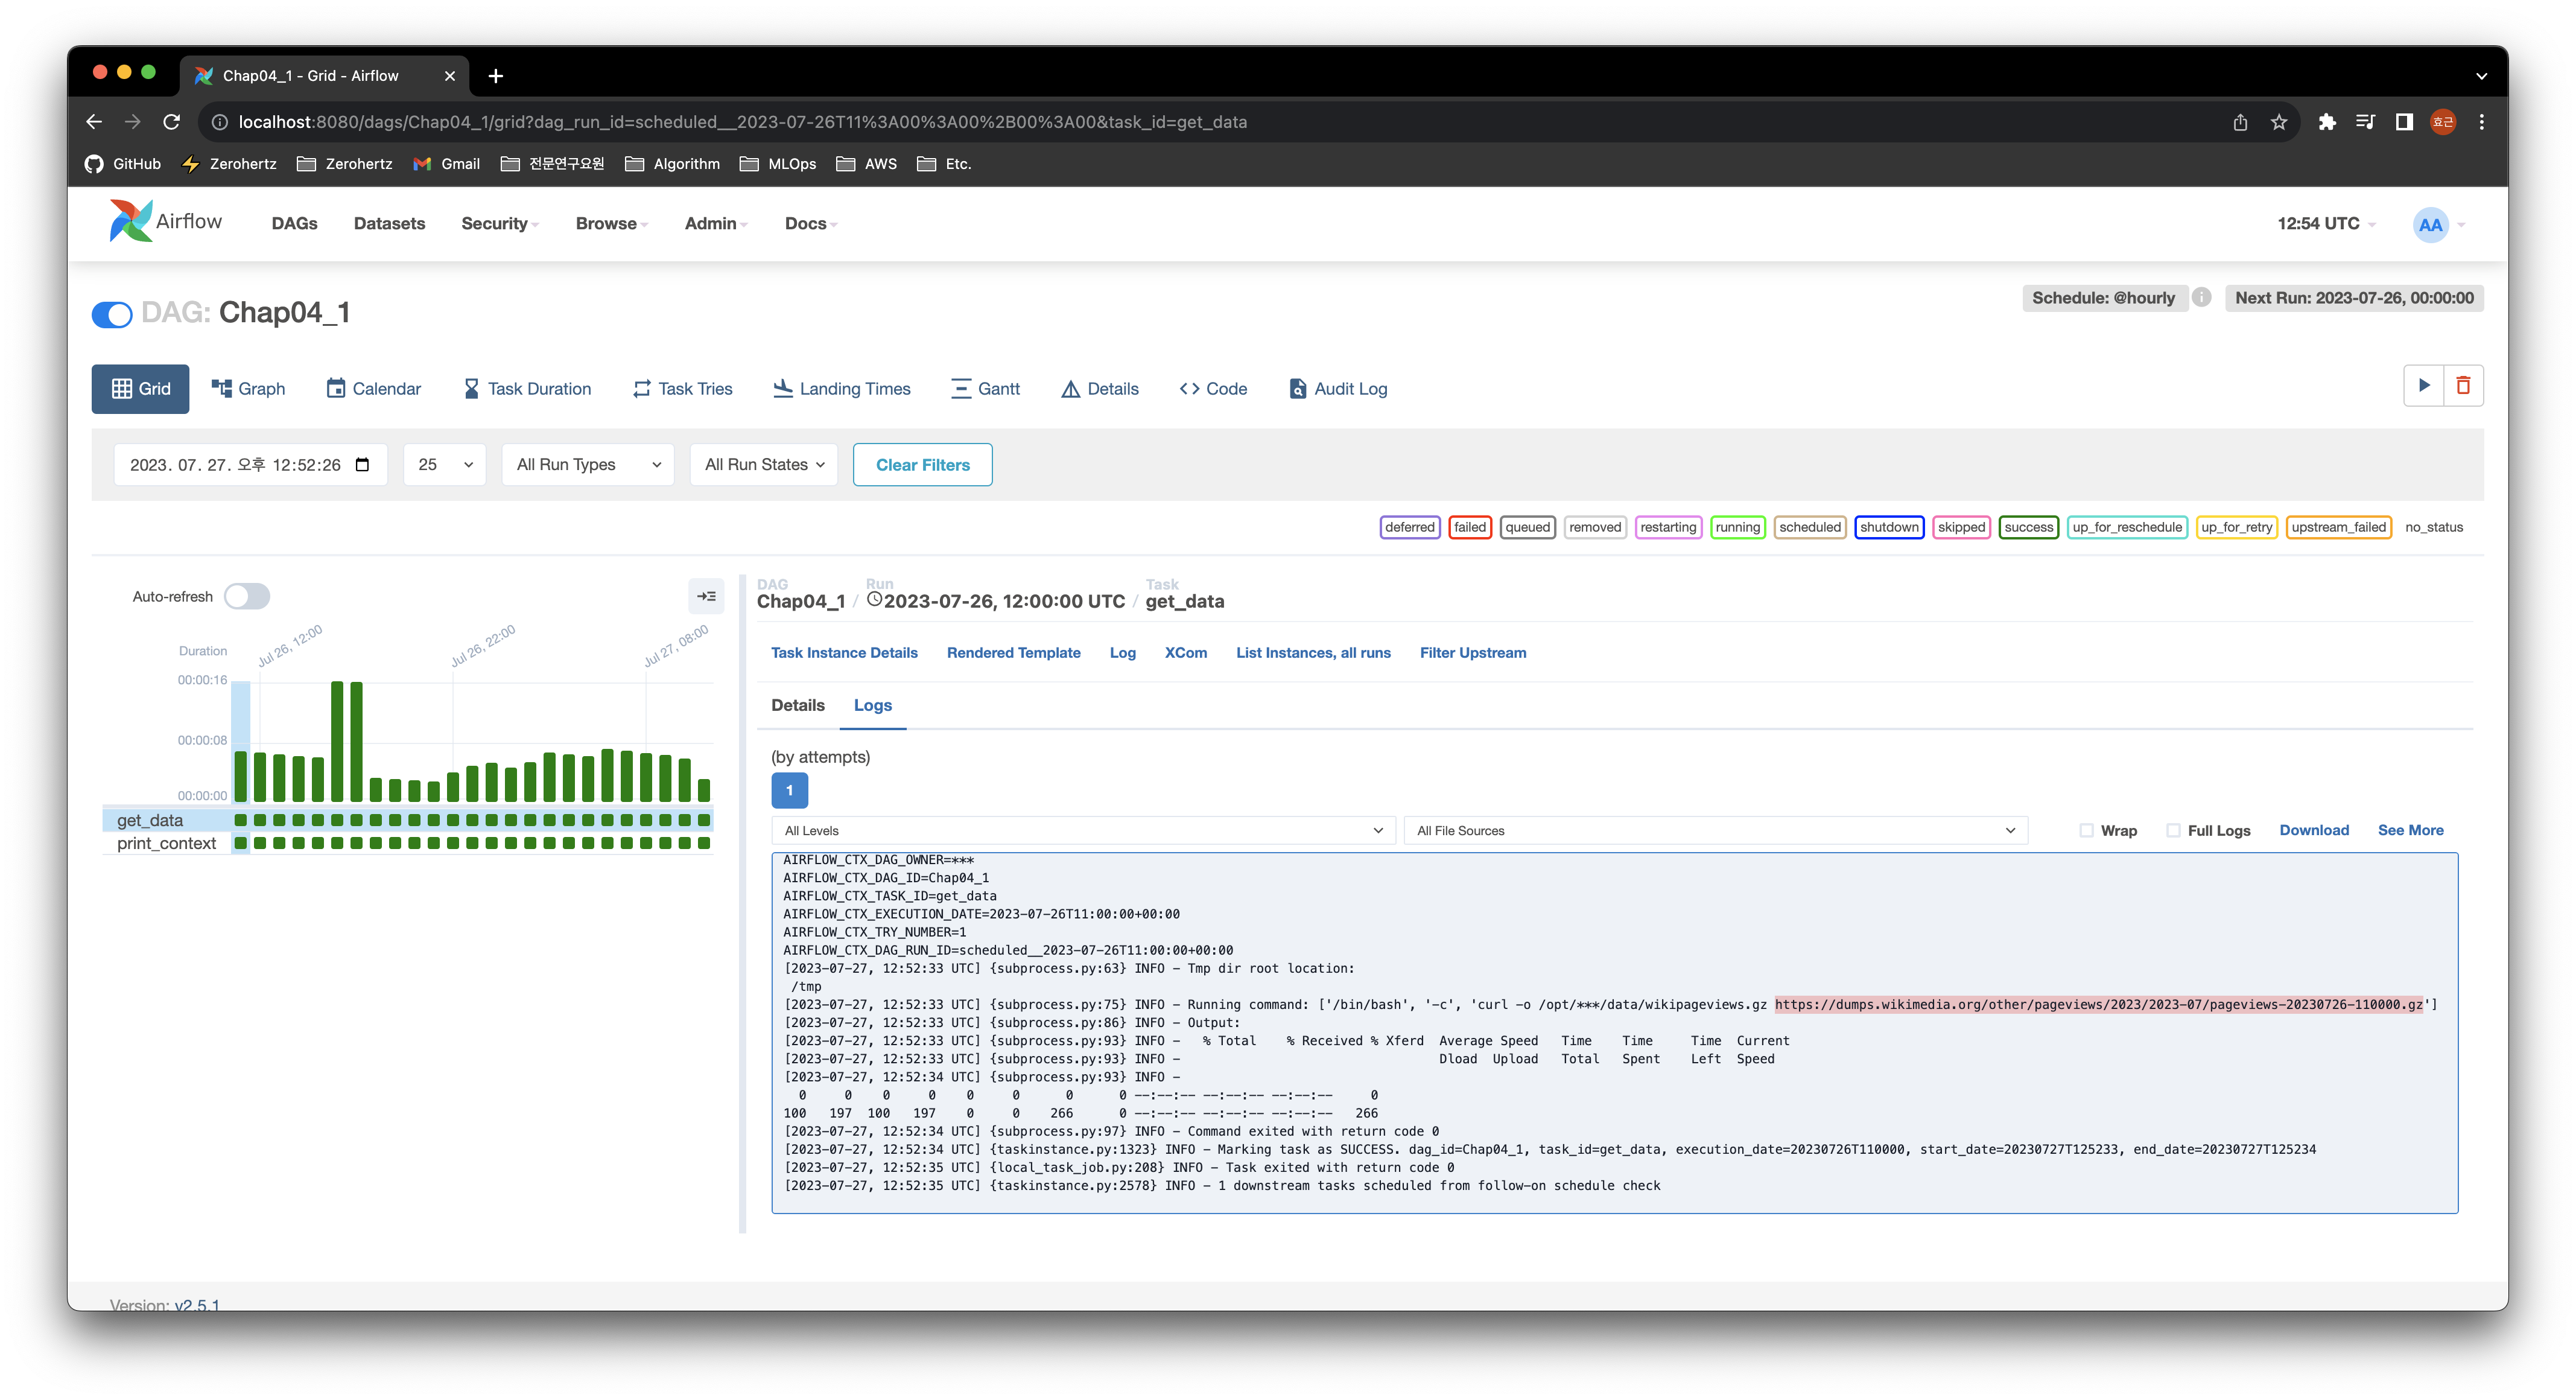 Chap04_1 - Grid - Airflow
localhost:8080/dags/Chap04_1/grid?dag_run_id=scheduled__2023-07-26T11%3A00%3A00%2B00%3A00&task_id=get_data
효근
GitHub Zerohertz Zerohertz Gmail 전문연구요원 Algorithm MLOps AWS Etc.
Airflow DAGs Datasets Security Browse Admin Docs 12:54 UTC AA
DAG: Chap04_1
Schedule: @hourly Next Run: 2023-07-26, 00:00:00
Grid Graph Calendar Task Duration Task Tries Landing Times Gantt Details Code Audit Log
2023. 07. 27. 오후 12:52:26 25 All Run Types All Run States Clear Filters
deferred failed queued removed restarting running scheduled shutdown skipped success up_for_reschedule up_for_retry upstream_failed no_status
Auto-refresh
Jul 26, 12:00 Jul 26, 22:00 Jul 27, 08:00
Duration
00:00:16
00:00:08
00:00:00
get_data
print_context
DAG Run Task
Chap04_1 / 2023-07-26, 12:00:00 UTC / get_data
Task Instance Details Rendered Template Log XCom List Instances, all runs Filter Upstream
Details Logs
(by attempts)
1
All Levels All File Sources Wrap Full Logs Download See More
AIRFLOW_CTX_DAG_OWNER=***
AIRFLOW_CTX_DAG_ID=Chap04_1
AIRFLOW_CTX_TASK_ID=get_data
AIRFLOW_CTX_EXECUTION_DATE=2023-07-26T11:00:00+00:00
AIRFLOW_CTX_TRY_NUMBER=1
AIRFLOW_CTX_DAG_RUN_ID=scheduled__2023-07-26T11:00:00+00:00
[2023-07-27, 12:52:33 UTC] {subprocess.py:63} INFO - Tmp dir root location:
/tmp
[2023-07-27, 12:52:33 UTC] {subprocess.py:75} INFO - Running command: ['/bin/bash', '-c', 'curl -o /opt/***/data/wikipageviews.gz https://dumps.wikimedia.org/other/pageviews/2023/2023-07/pageviews-20230726-110000.gz']
[2023-07-27, 12:52:33 UTC] {subprocess.py:86} INFO - Output:
[2023-07-27, 12:52:33 UTC] {subprocess.py:93} INFO - % Total % Received % Xferd Average Speed Time Time Time Current
[2023-07-27, 12:52:33 UTC] {subprocess.py:93} INFO - Dload Upload Total Spent Left Speed
[2023-07-27, 12:52:34 UTC] {subprocess.py:93} INFO -
0 0 0 0 0 0 0 0 --:--:-- --:--:-- --:--:-- 0
100 197 100 197 0 0 266 0 --:--:-- --:--:-- --:--:-- 266
[2023-07-27, 12:52:34 UTC] {subprocess.py:97} INFO - Command exited with return code 0
[2023-07-27, 12:52:34 UTC] {taskinstance.py:1323} INFO - Marking task as SUCCESS. dag_id=Chap04_1, task_id=get_data, execution_date=20230726T110000, start_date=20230727T125233, end_date=20230727T125234
[2023-07-27, 12:52:35 UTC] {local_task_job.py:208} INFO - Task exited with return code 0
[2023-07-27, 12:52:35 UTC] {taskinstance.py:2578} INFO - 1 downstream tasks scheduled from follow-on schedule check
Version: v2.5.1